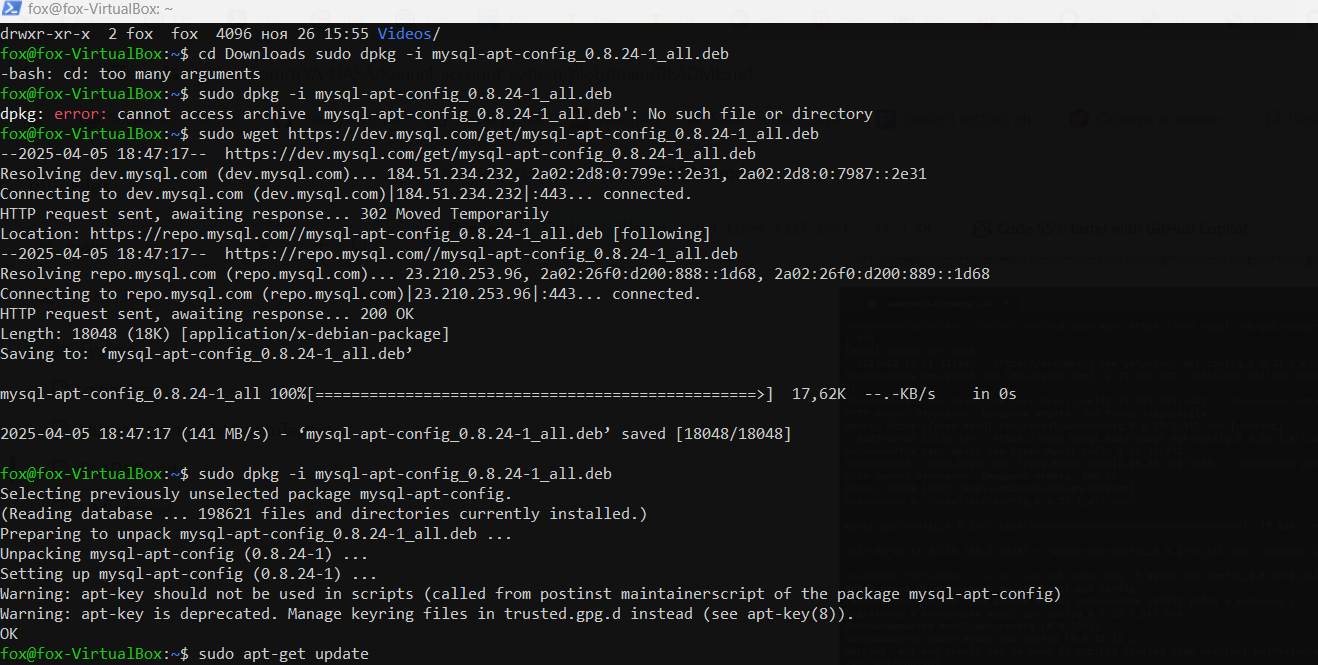 fox@fox-VirtualBox: ~
drwxr-xr-x  2 fox  fox  4096 ноя 26 15:55 Videos/
fox@fox-VirtualBox:~$ cd Downloads sudo dpkg -i mysql-apt-config_0.8.24-1_all.deb
-bash: cd: too many arguments
fox@fox-VirtualBox:~$ sudo dpkg -i mysql-apt-config_0.8.24-1_all.deb
dpkg: error: cannot access archive 'mysql-apt-config_0.8.24-1_all.deb': No such file or directory
fox@fox-VirtualBox:~$ sudo wget https://dev.mysql.com/get/mysql-apt-config_0.8.24-1_all.deb
--2025-04-05 18:47:17--  https://dev.mysql.com/get/mysql-apt-config_0.8.24-1_all.deb
Resolving dev.mysql.com (dev.mysql.com)... 184.51.234.232, 2a02:2d8:0:799e::2e31, 2a02:2d8:0:7987::2e31
Connecting to dev.mysql.com (dev.mysql.com)|184.51.234.232|:443... connected.
HTTP request sent, awaiting response... 302 Moved Temporarily
Location: https://repo.mysql.com//mysql-apt-config_0.8.24-1_all.deb [following]
--2025-04-05 18:47:17--  https://repo.mysql.com//mysql-apt-config_0.8.24-1_all.deb
Resolving repo.mysql.com (repo.mysql.com)... 23.210.253.96, 2a02:26f0:d200:888::1d68, 2a02:26f0:d200:889::1d68
Connecting to repo.mysql.com (repo.mysql.com)|23.210.253.96|:443... connected.
HTTP request sent, awaiting response... 200 OK
Length: 18048 (18K) [application/x-debian-package]
Saving to: ‘mysql-apt-config_0.8.24-1_all.deb’
mysql-apt-config_0.8.24-1_all 100%[=================================================>]  17,62K  --.-KB/s    in 0s
2025-04-05 18:47:17 (141 MB/s) - ‘mysql-apt-config_0.8.24-1_all.deb’ saved [18048/18048]
fox@fox-VirtualBox:~$ sudo dpkg -i mysql-apt-config_0.8.24-1_all.deb
Selecting previously unselected package mysql-apt-config.
(Reading database ... 198621 files and directories currently installed.)
Preparing to unpack mysql-apt-config_0.8.24-1_all.deb ...
Unpacking mysql-apt-config (0.8.24-1) ...
Setting up mysql-apt-config (0.8.24-1) ...
Warning: apt-key should not be used in scripts (called from postinst maintainerscript of the package mysql-apt-config)
Warning: apt-key is deprecated. Manage keyring files in trusted.gpg.d instead (see apt-key(8)).
OK
fox@fox-VirtualBox:~$ sudo apt-get update